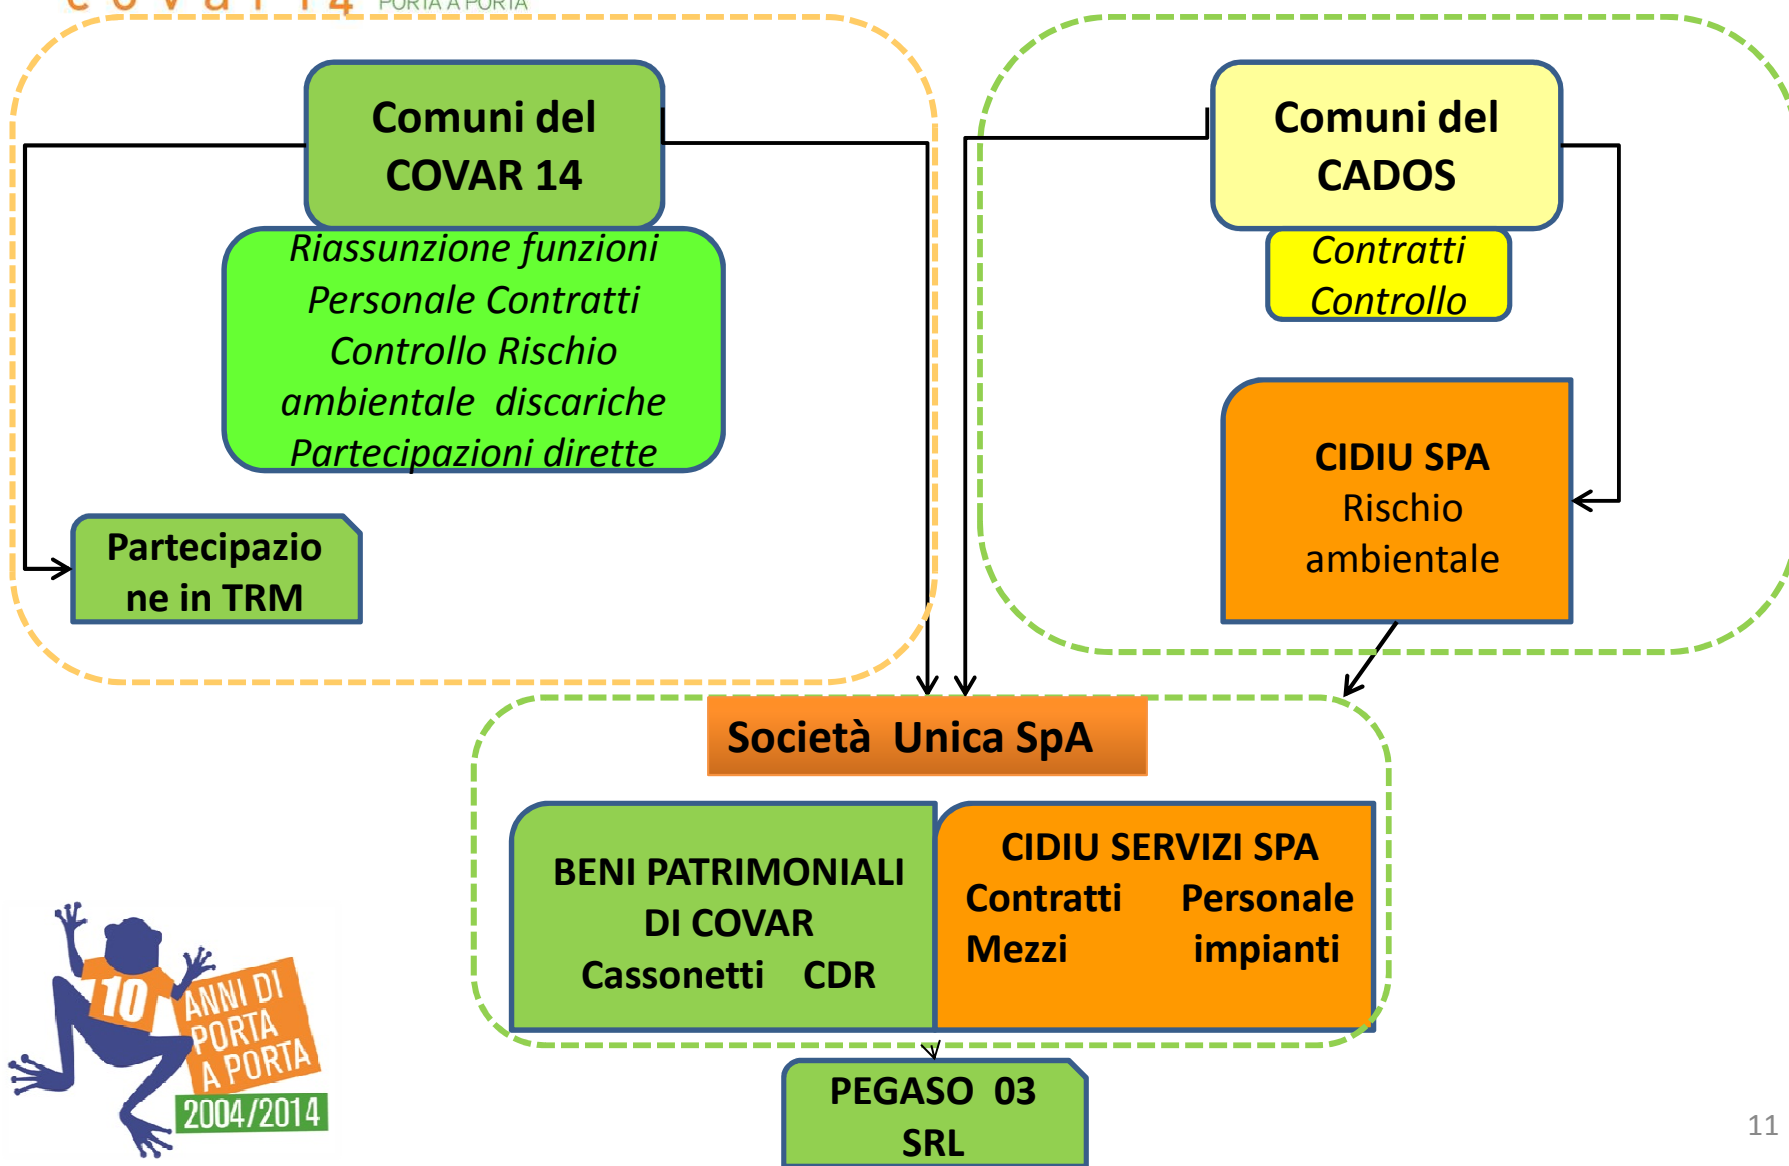 covar14 PORTA A PORTA
Comuni del
COVAR 14
Riassunzione funzioni
Personale Contratti
Controllo Rischio
ambientale discariche
Partecipazioni dirette
Partecipazio
ne in TRM
Comuni del
CADOS
Contratti
Controllo
CIDIU SPA
Rischio
ambientale
Società Unica SpA
BENI PATRIMONIALI
DI COVAR
Cassonetti CDR
CIDIU SERVIZI SPA
Contratti Personale
Mezzi impianti
PEGASO 03
SRL
10
ANNI DI
PORTA
A PORTA
2004/2014
11